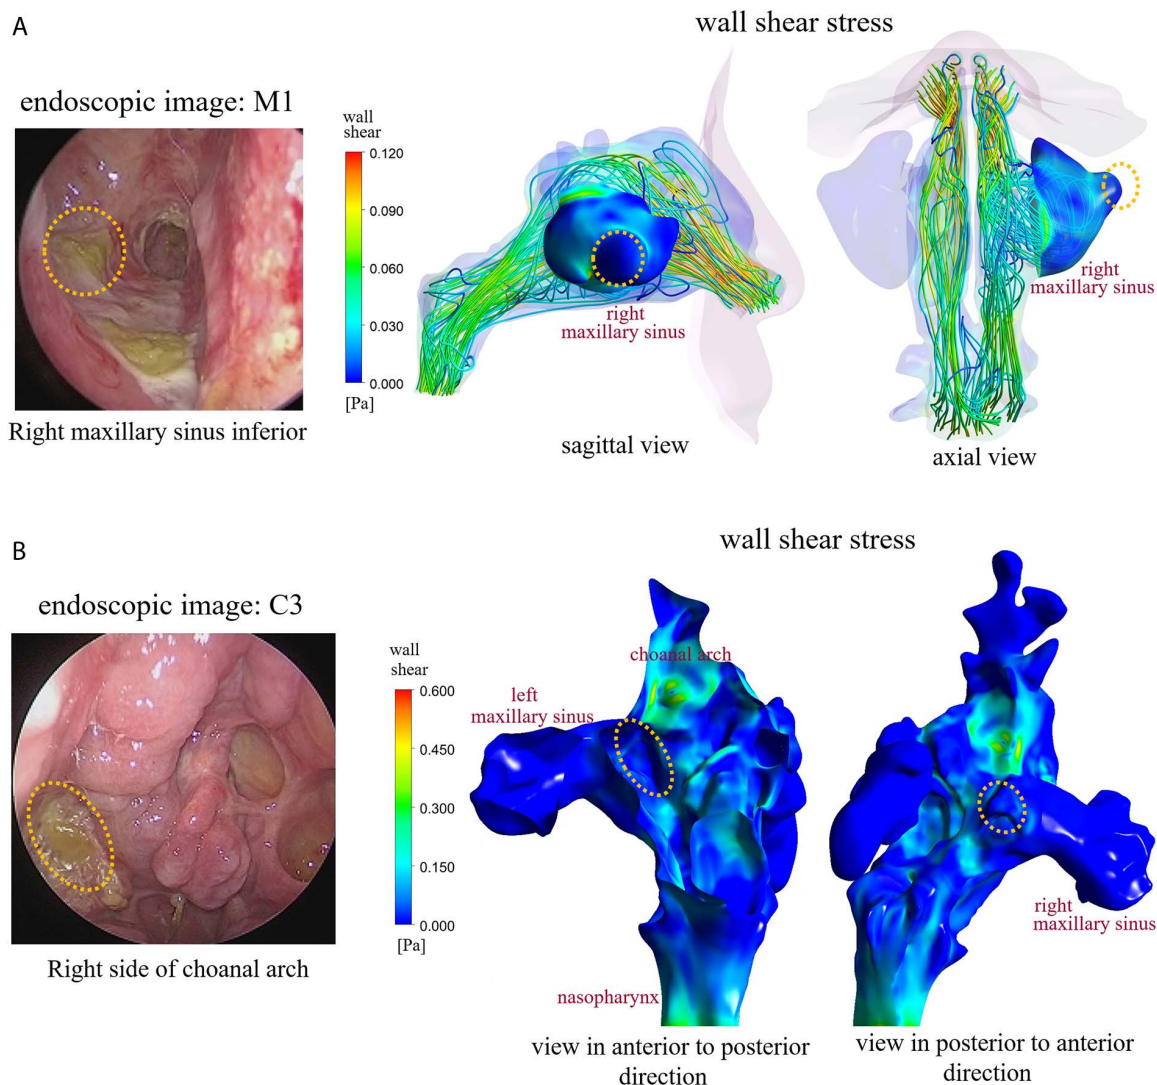 A
wall shear stress
endoscopic image: M1
wall
shear
0.120
0.090
0.060
0.030
0.000
[Pa]
right
maxillary sinus
right
maxillary sinus
Right maxillary sinus inferior
sagittal view
axial view
B
wall shear stress
endoscopic image: C3
wall
shear
0.600
0.450
0.300
0.150
0.000
[Pa]
choanal arch
left
maxillary sinus
right
maxillary sinus
nasopharynx
Right side of choanal arch
view in anterior to posterior
direction
view in posterior to anterior
direction